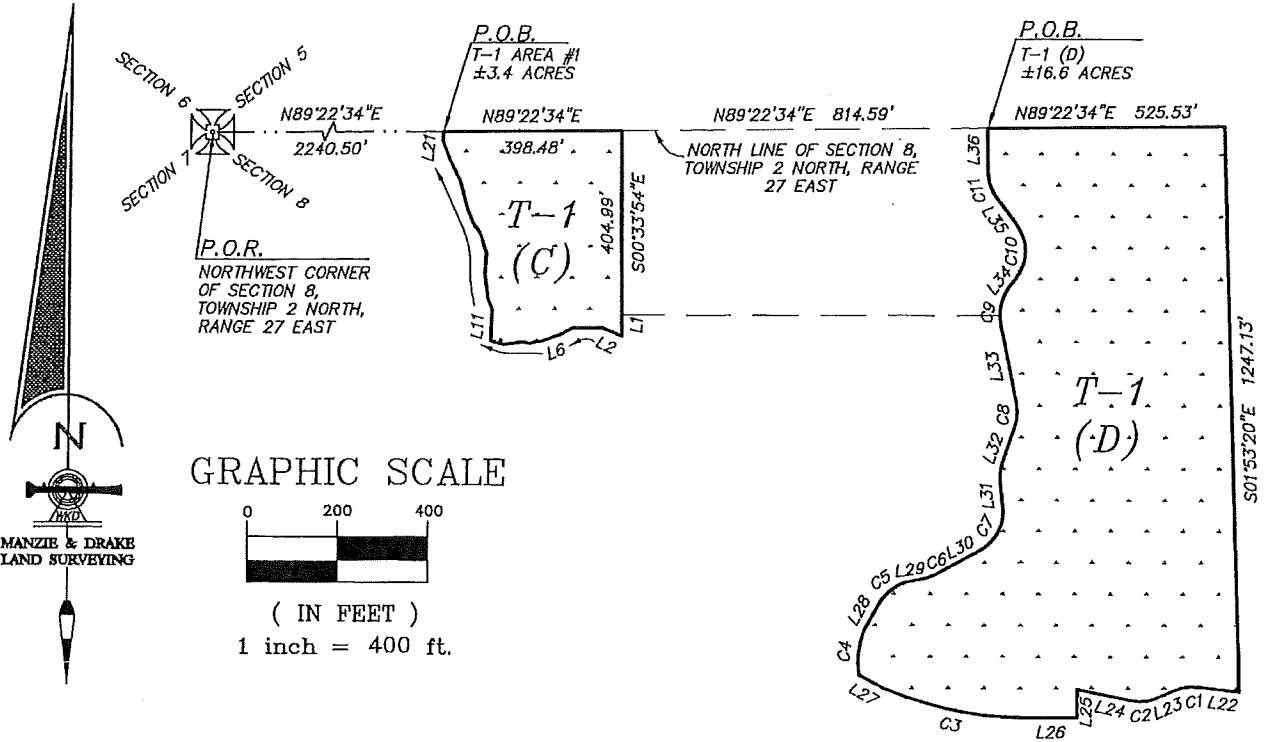 P.O.B.
T-1 AREA #1
±3.4 ACRES
P.O.B.
T-1 (D)
±16.6 ACRES
SECTION 6
SECTION 5
SECTION 7
SECTION 8
N89°22'34"E
2240.50'
N89°22'34"E
398.48'
N89°22'34"E 814.59'
N89°22'34"E 525.53'
NORTH LINE OF SECTION 8,
TOWNSHIP 2 NORTH, RANGE
27 EAST
P.O.R.
NORTHWEST CORNER
OF SECTION 8,
TOWNSHIP 2 NORTH,
RANGE 27 EAST
L21
T-1
(C)
404.99'
S00°33'54"E
L11
L6
L2
L1
L36
C11
L35
C10
L34
C9
L33
C8
L32
L31
C7
L30
C6
L29
C5
L28
C4
L27
C3
L26
L25
L24
C2
L23
C1
L22
T-1
(D)
S01°53'20"E 1247.13'
N
WKD
MANZIE & DRAKE
LAND SURVEYING
GRAPHIC SCALE
0 200 400
( IN FEET )
1 inch = 400 ft.